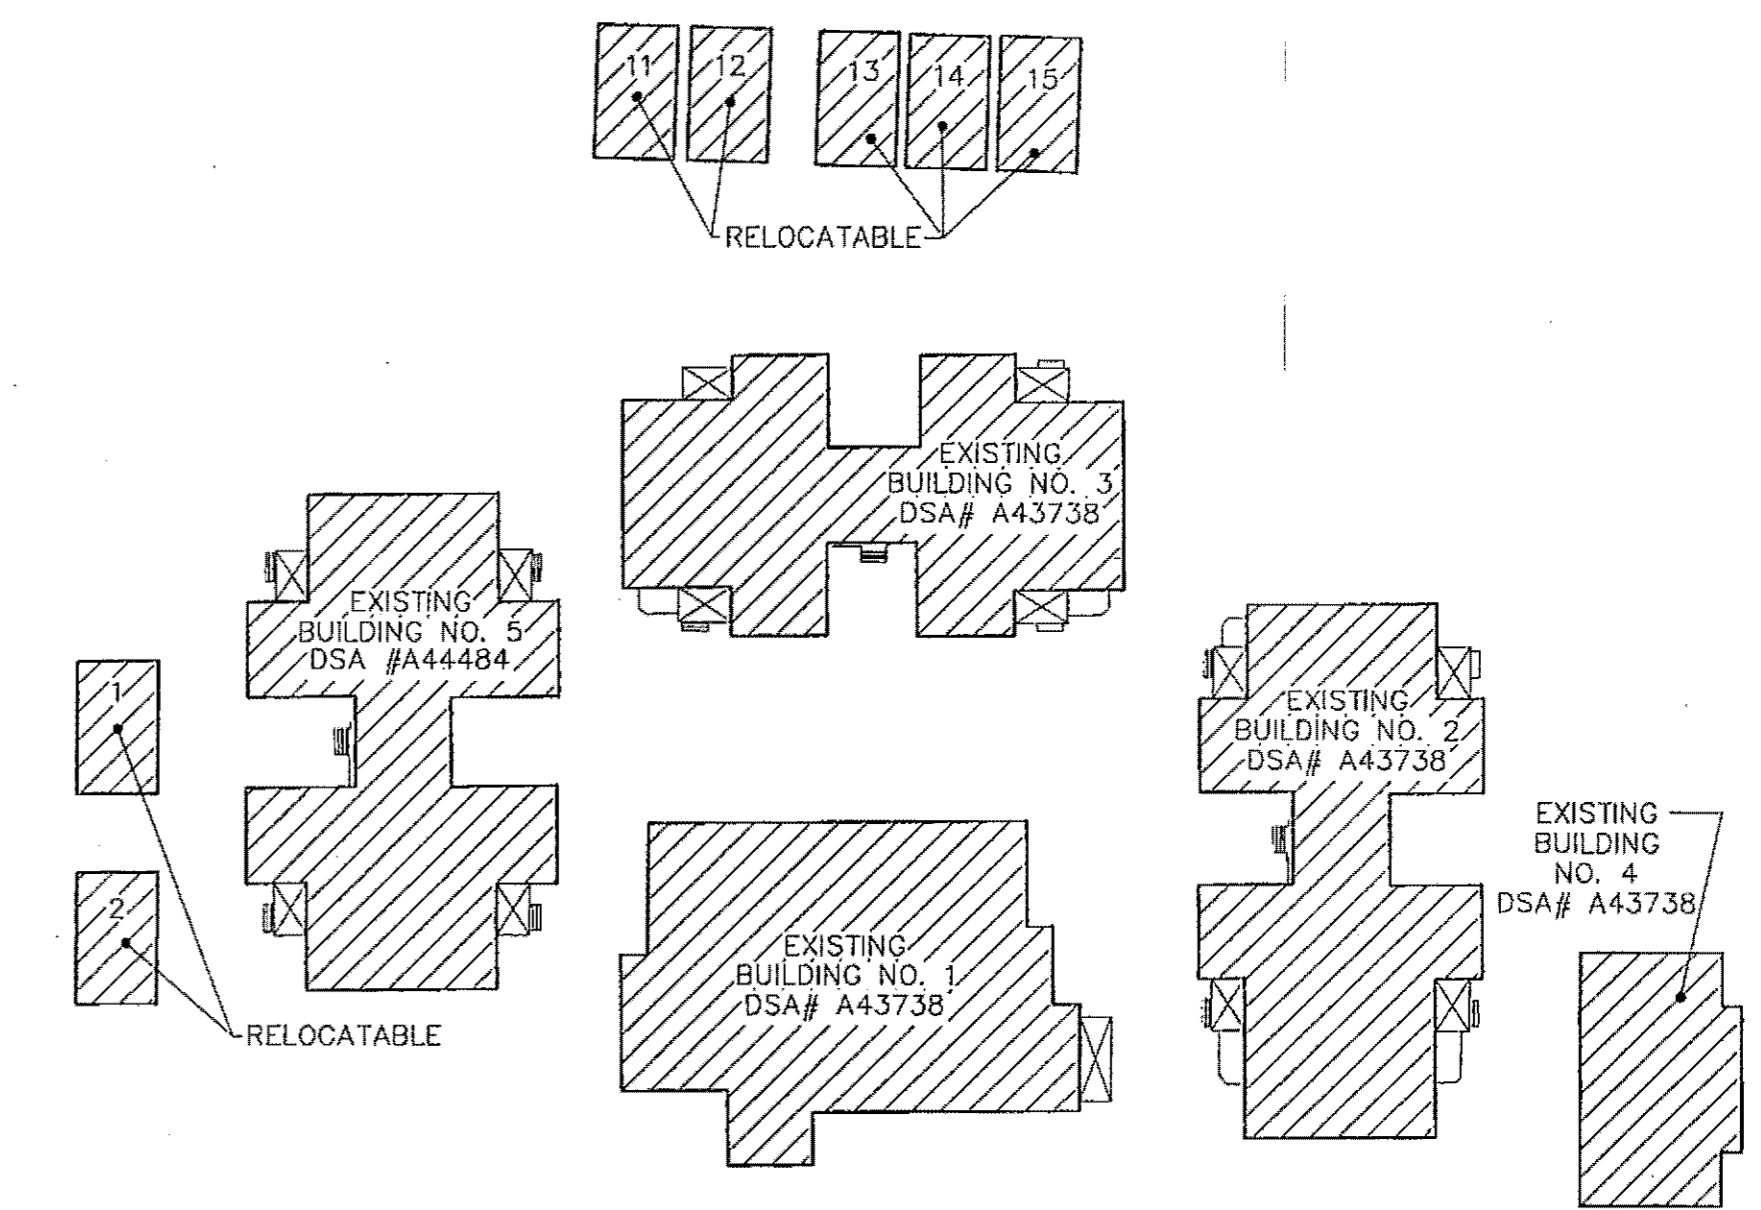 11
12
13
14
15
RELOCATABLE
EXISTING
BUILDING NO. 3
DSA# A43738
EXISTING
BUILDING NO. 5
DSA #A44484
1
2
RELOCATABLE
EXISTING
BUILDING NO. 2
DSA# A43738
EXISTING
BUILDING
NO. 4
DSA# A43738
EXISTING
BUILDING NO. 1
DSA# A43738